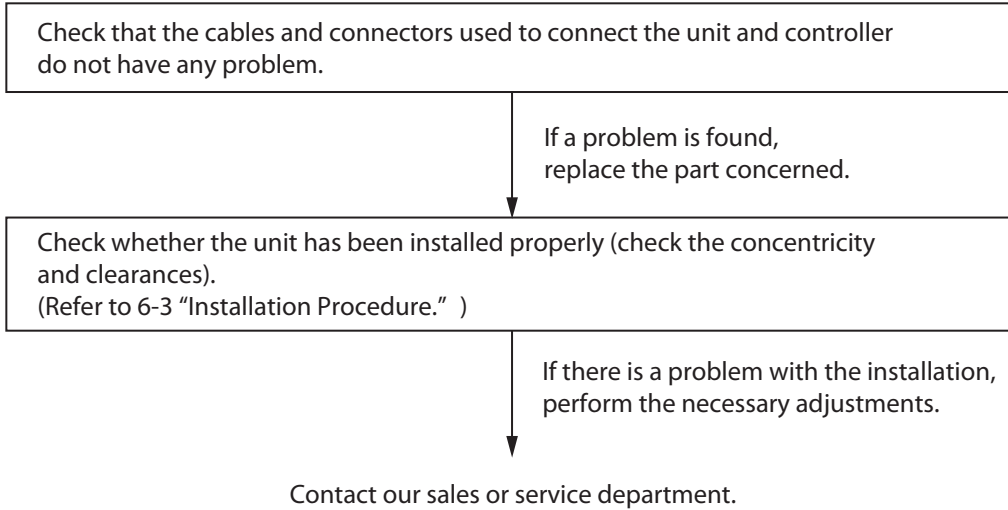 Check that the cables and connectors used to connect the unit and controller
do not have any problem.
If a problem is found,
replace the part concerned.
Check whether the unit has been installed properly (check the concentricity
and clearances).
(Refer to 6-3 “Installation Procedure.” )
If there is a problem with the installation,
perform the necessary adjustments.
Contact our sales or service department.